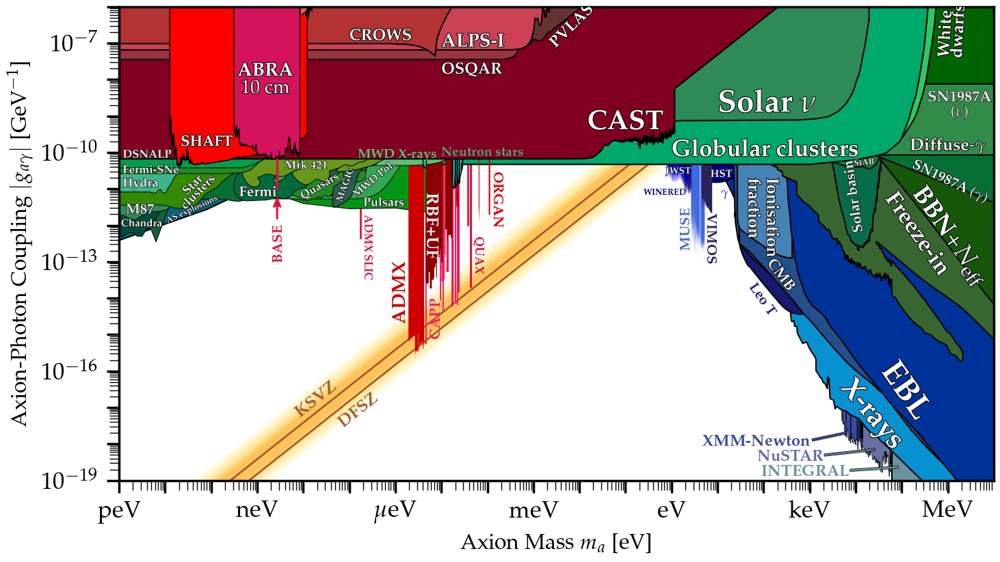 Axion-Photon Coupling |g_{aγ}| [GeV⁻¹]
10⁻⁷
10⁻¹⁰
10⁻¹³
10⁻¹⁶
10⁻¹⁹
CROWS
ALPS-I
PVLAS
OSQAR
ABRA
10 cm
SHAFT
CAST
Solar ν
Globular clusters
White
dwarfs
SN1987A
(ν)
Diffuse-γ
SN1987A (γ)
DSNALP
Fermi-SNe
Hydra
M87
Chandra
Star
clusters
AS explosions
Fermi
Mrk 421
Quasars
MAGIC
MWD Pol.
MWD X-rays
Neutron stars
Pulsars
BASE
ADMX SLIC
ADMX
RBF+UF
CAPP
QUAX
ORGAN
KSVZ
DFSZ
JWST
WINERED
MUSE
VIMOS
HST
γ
Ionisation
fraction
CMB
Leo T
Solar basin
StAB
BBN+N_{eff}
Freeze-in
EBL
X-rays
XMM-Newton
NuSTAR
INTEGRAL
peV
neV
μeV
meV
eV
keV
MeV
Axion Mass m_a [eV]